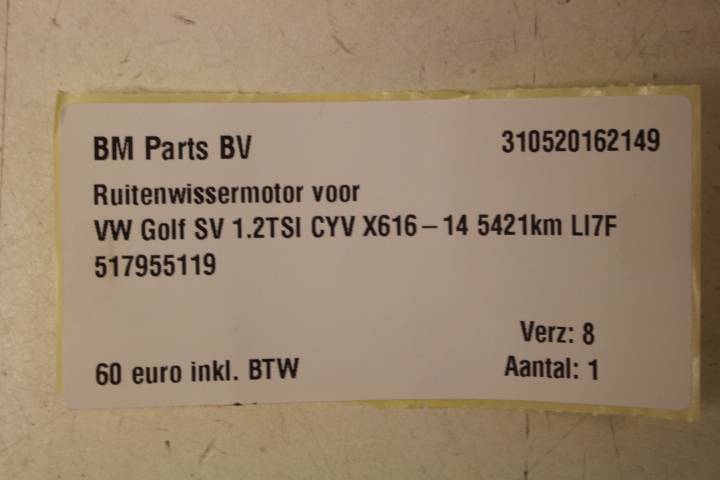 BM Parts BV 310520162149
Ruitenwissermotor voor
VW Golf SV 1.2TSI CYV X616-14 5421km LI7F
517955119
Verz: 8
60 euro inkl. BTW Aantal: 1